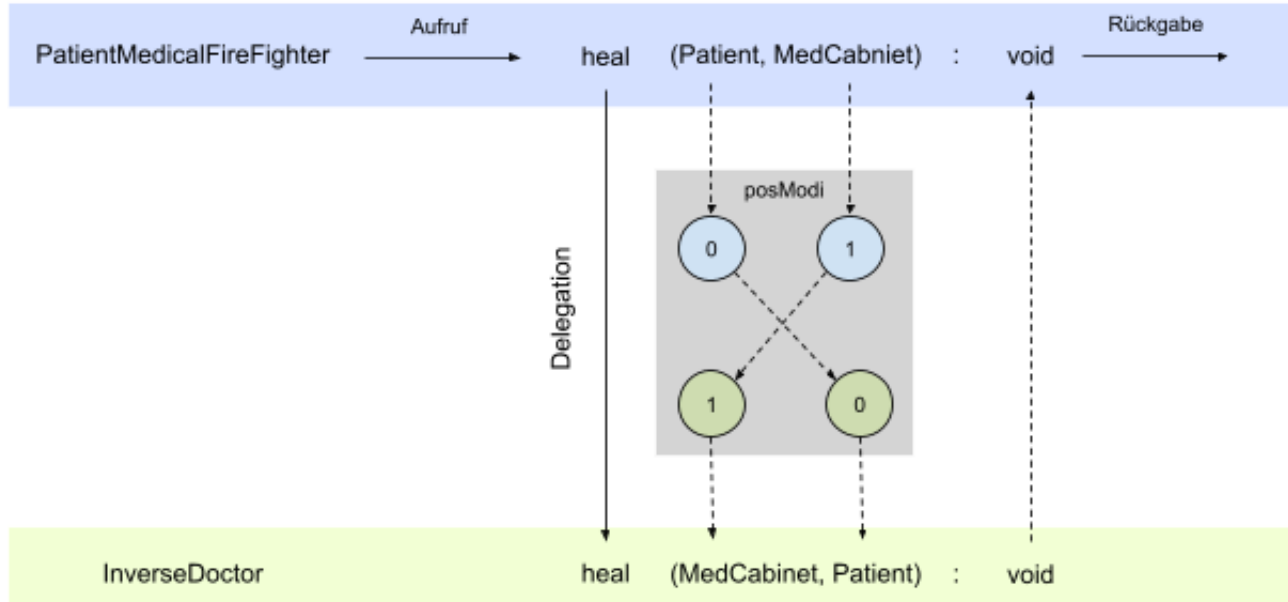 Aufruf
Rückgabe
PatientMedicalFireFighter heal (Patient, MedCabniet) : void
posModi
0 1
Delegation
1 0
InverseDoctor heal (MedCabinet, Patient) : void